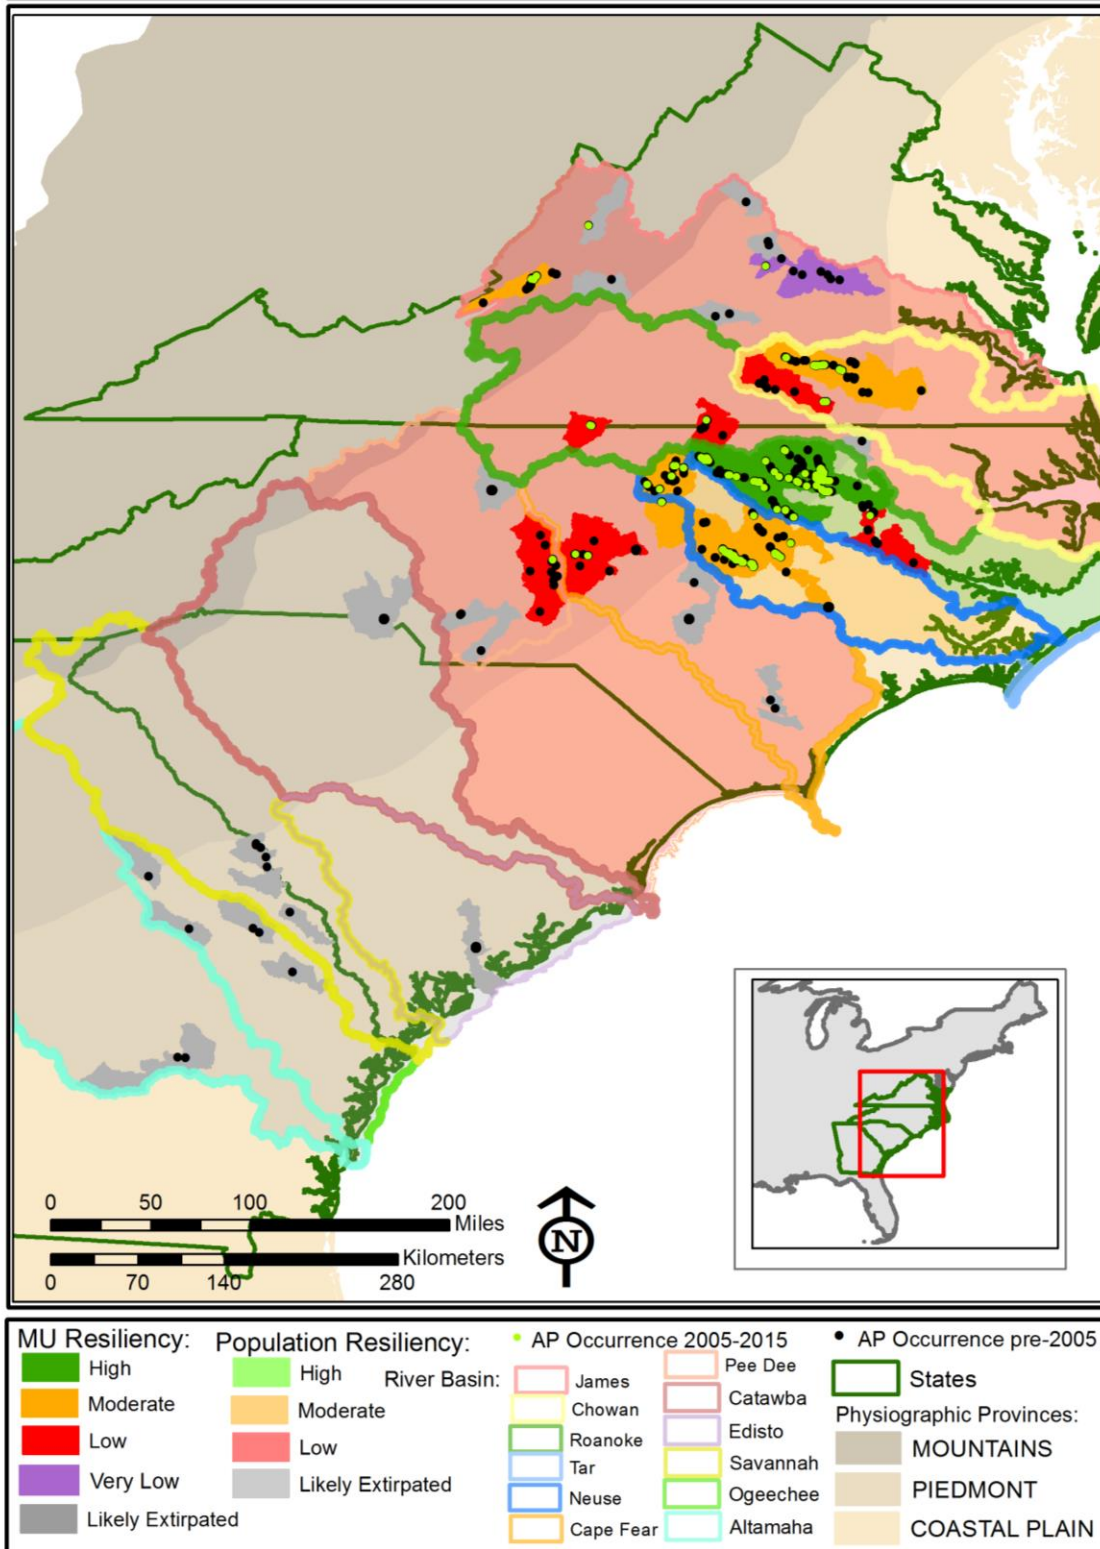 0 50 100 200
Miles
Kilometers
0 70 140 280
N
MU Resiliency:
High
Moderate
Low
Very Low
Likely Extirpated
Population Resiliency:
High
Moderate
Low
Likely Extirpated
AP Occurrence 2005-2015
AP Occurrence pre-2005
River Basin:
James
Chowan
Roanoke
Tar
Neuse
Cape Fear
Pee Dee
Catawba
Edisto
Savannah
Ogeechee
Altamaha
States
Physiographic Provinces:
MOUNTAINS
PIEDMONT
COASTAL PLAIN